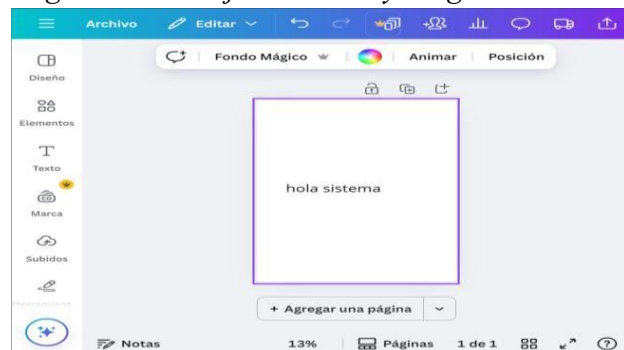 Archivo Editar
Fondo Mágico Animar Posición
Diseño
Elementos
Texto
Marca
Subidos
hola sistema
+ Agregar una página
Notas 13% Páginas 1 de 1